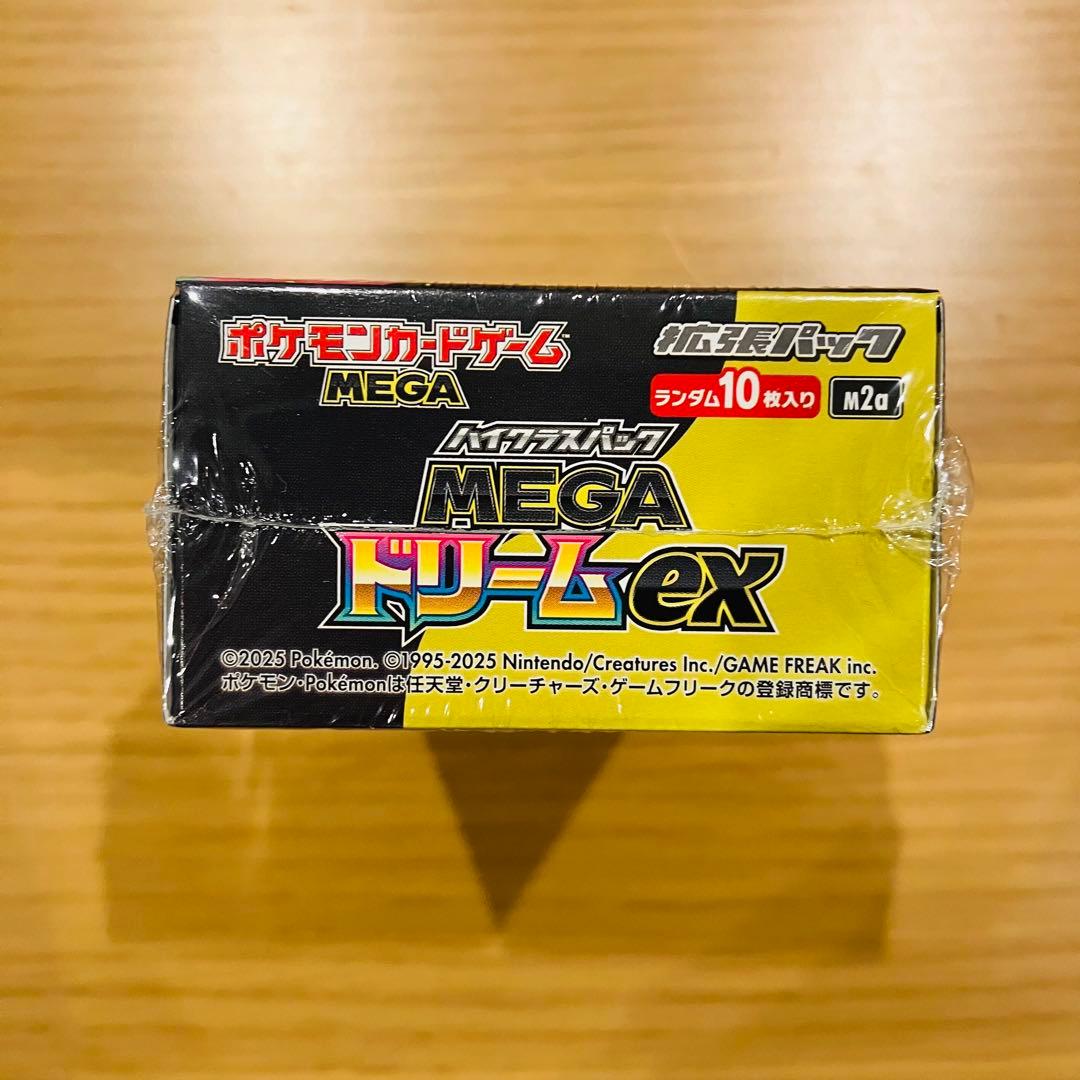 ポケモンカードゲーム™
MEGA
拡張パック
ランダム10枚入り
M2a
ハイクラスパック
MEGA
ドリームex
©2025 Pokémon. ©1995-2025 Nintendo/Creatures Inc./GAME FREAK inc.
ポケモン・Pokémonは任天堂・クリーチャーズ・ゲームフリークの登録商標です。